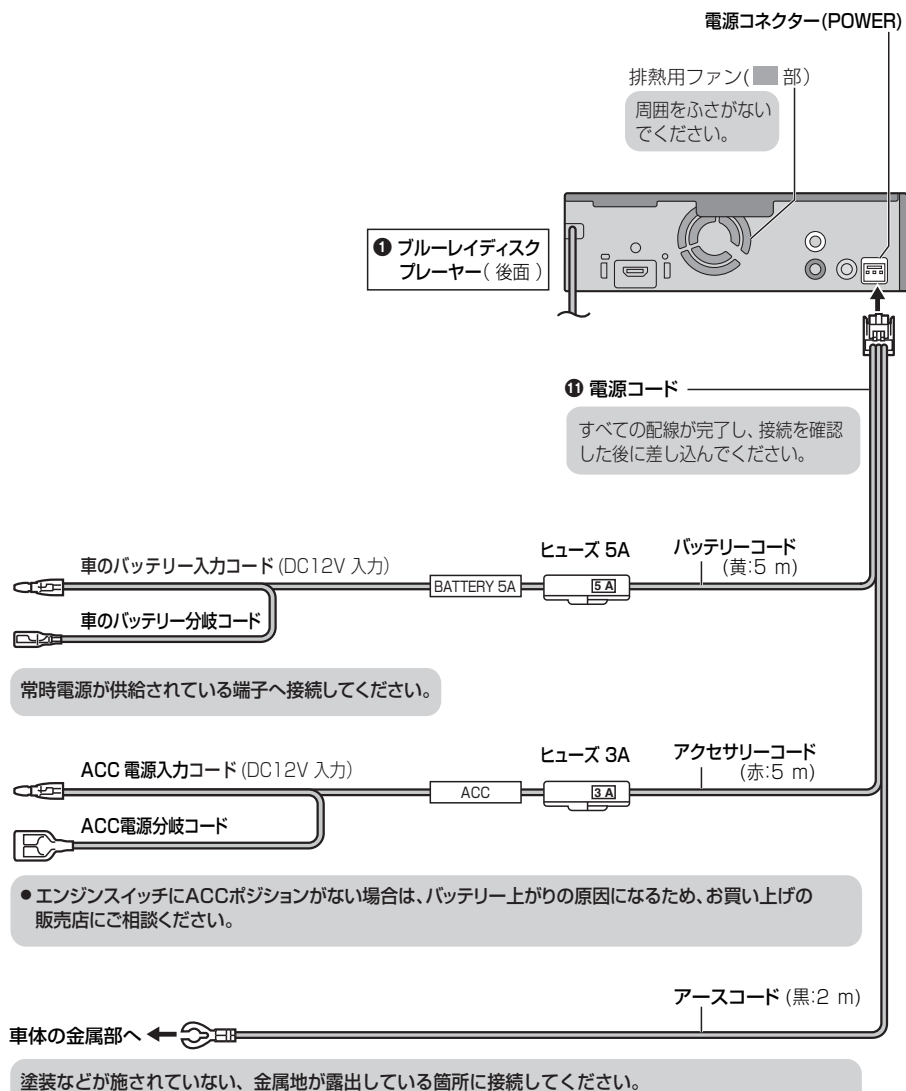 電源コネクター(POWER)
排熱用ファン( 部)
周囲をふさがない
でください。
❶ ブルーレイディスク
プレーヤー( 後面 )
⓫ 電源コード
すべての配線が完了し、接続を確認
した後に差し込んでください。
車のバッテリー入力コード (DC12V 入力)
BATTERY 5A
ヒューズ 5A
5 A
バッテリーコード
(黄:5 m)
車のバッテリー分岐コード
常時電源が供給されている端子へ接続してください。
ACC 電源入力コード (DC12V 入力)
ACC
ヒューズ 3A
3 A
アクセサリーコード
(赤:5 m)
ACC電源分岐コード
● エンジンスイッチにACCポジションがない場合は、バッテリー上がりの原因になるため、お買い上げの
販売店にご相談ください。
アースコード (黒:2 m)
車体の金属部へ
塗装などが施されていない、金属地が露出している箇所に接続してください。